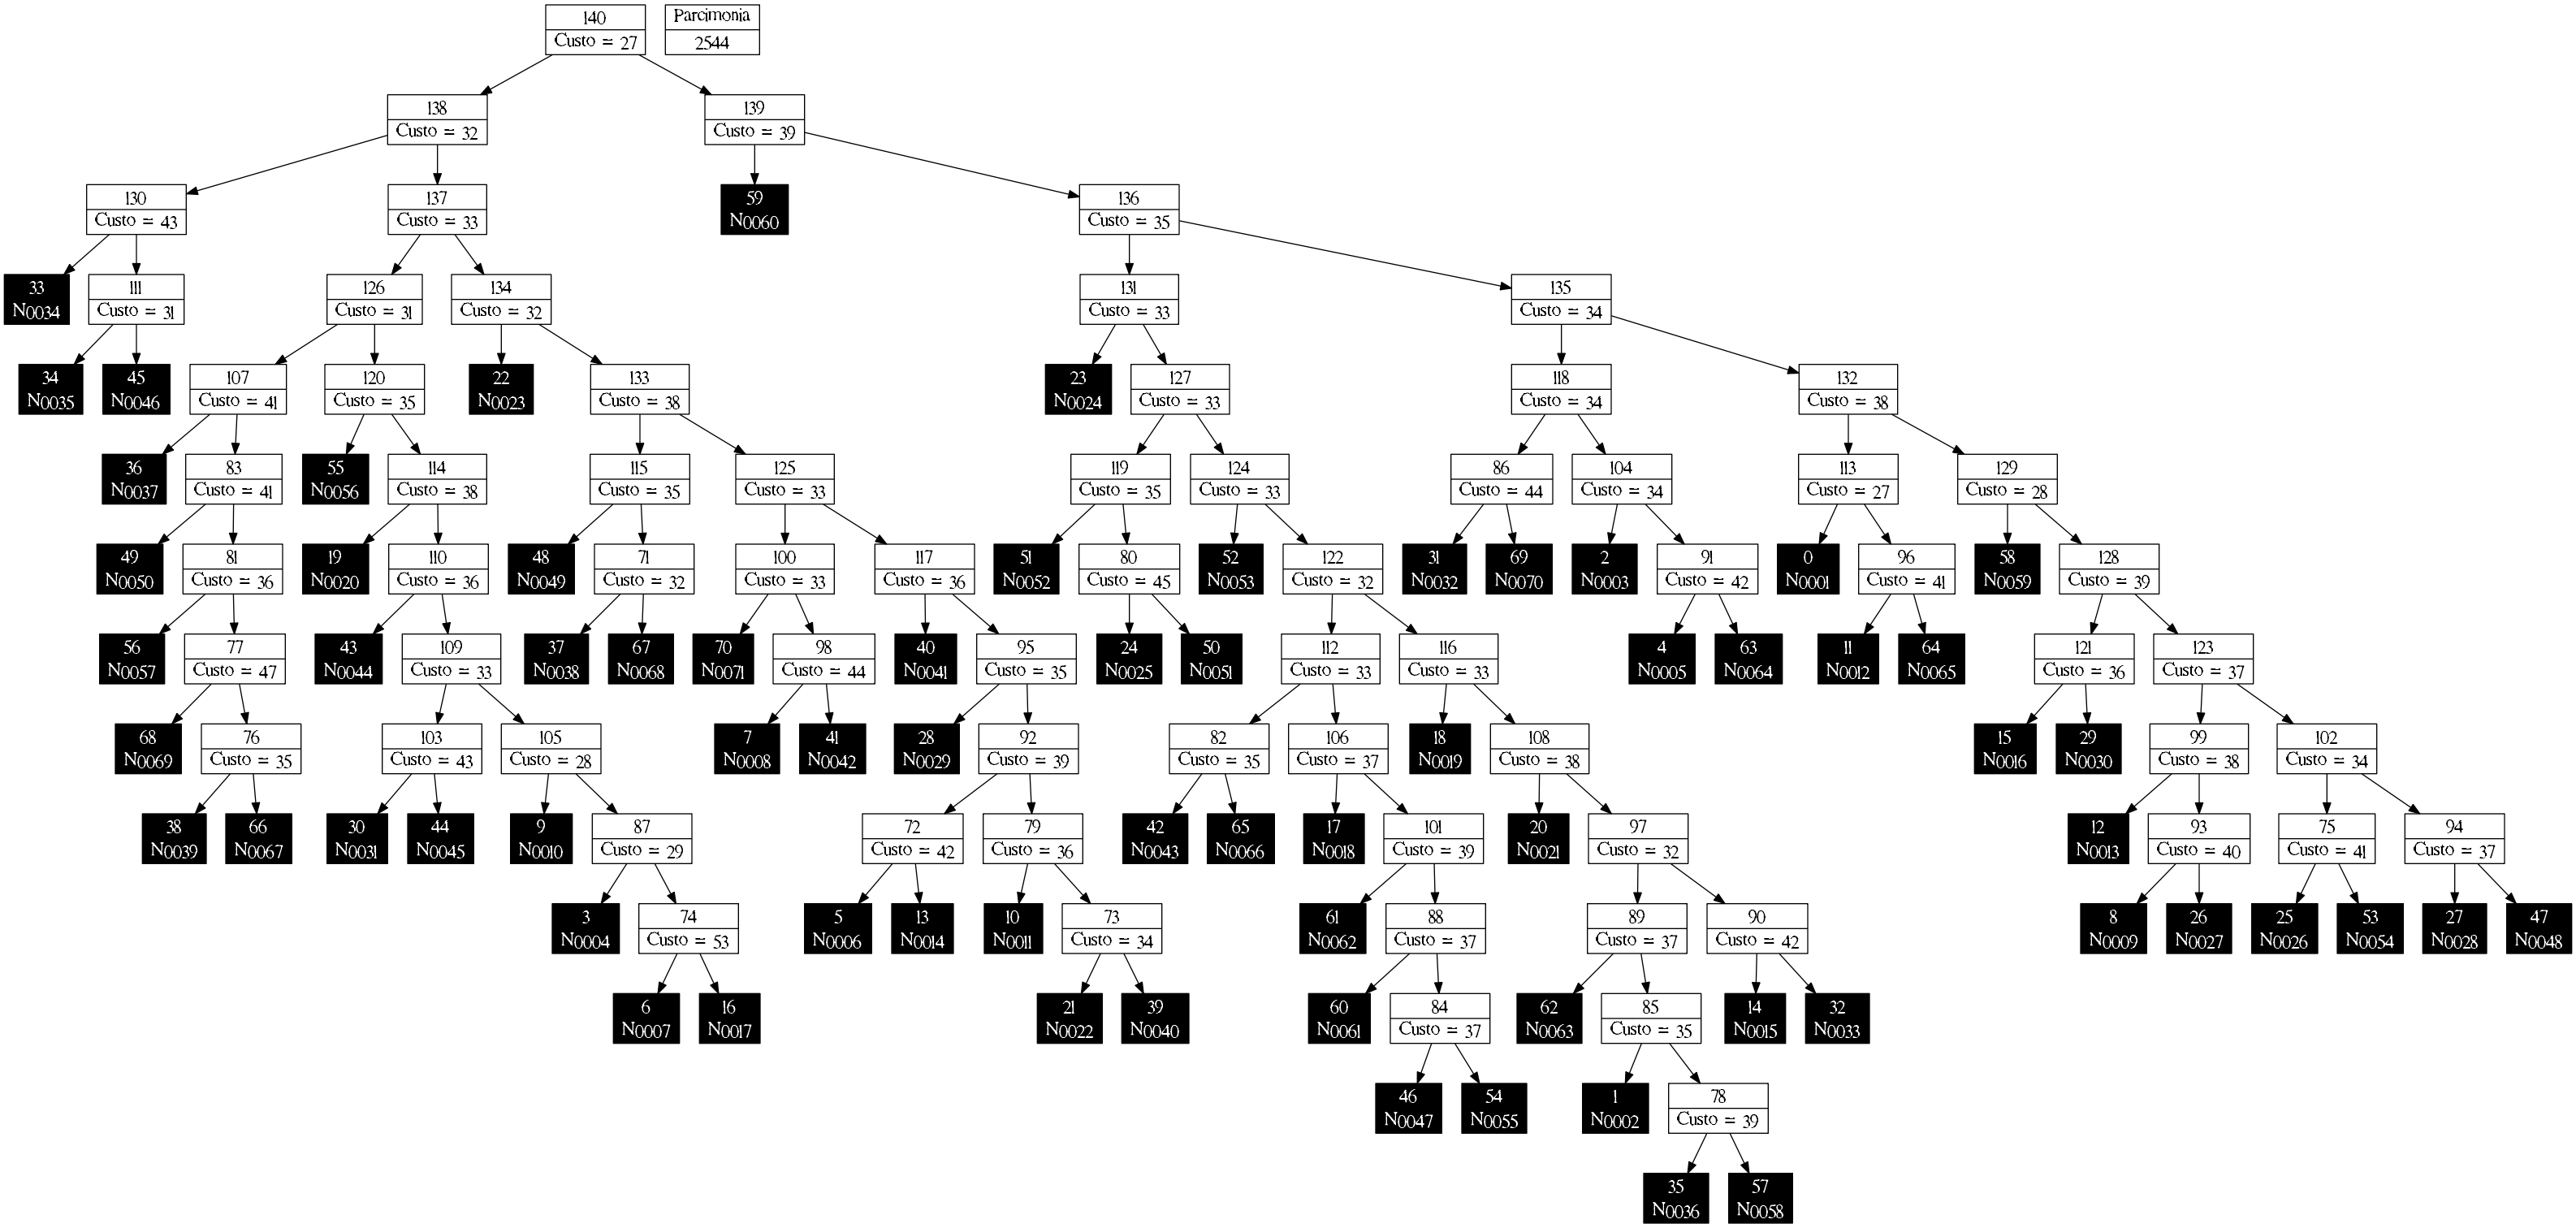 140
Custo = 27
Parcimonia
2544
138
Custo = 32
139
Custo = 39
130
Custo = 43
137
Custo = 33
59
N0060
136
Custo = 35
33
N0034
111
Custo = 31
126
Custo = 31
134
Custo = 32
131
Custo = 33
135
Custo = 34
34
N0035
45
N0046
107
Custo = 41
120
Custo = 35
22
N0023
133
Custo = 38
23
N0024
127
Custo = 33
118
Custo = 34
132
Custo = 38
36
N0037
83
Custo = 41
55
N0056
114
Custo = 38
115
Custo = 35
125
Custo = 33
119
Custo = 35
124
Custo = 33
86
Custo = 44
104
Custo = 34
113
Custo = 27
129
Custo = 28
49
N0050
81
Custo = 36
19
N0020
110
Custo = 36
48
N0049
71
Custo = 32
100
Custo = 33
117
Custo = 36
51
N0052
80
Custo = 45
52
N0053
122
Custo = 32
31
N0032
69
N0070
2
N0003
91
Custo = 42
0
N0001
96
Custo = 41
58
N0059
128
Custo = 39
56
N0057
77
Custo = 47
43
N0044
109
Custo = 33
37
N0038
67
N0068
70
N0071
98
Custo = 44
40
N0041
95
Custo = 35
24
N0025
50
N0051
112
Custo = 33
116
Custo = 33
4
N0005
63
N0064
11
N0012
64
N0065
121
Custo = 36
123
Custo = 37
68
N0069
76
Custo = 35
103
Custo = 43
105
Custo = 28
7
N0008
41
N0042
28
N0029
92
Custo = 39
82
Custo = 35
106
Custo = 37
18
N0019
108
Custo = 38
15
N0016
29
N0030
99
Custo = 38
102
Custo = 34
38
N0039
66
N0067
30
N0031
44
N0045
9
N0010
87
Custo = 29
72
Custo = 42
79
Custo = 36
42
N0043
65
N0066
17
N0018
101
Custo = 39
20
N0021
97
Custo = 32
12
N0013
93
Custo = 40
75
Custo = 41
94
Custo = 37
3
N0004
74
Custo = 53
5
N0006
13
N0014
10
N0011
73
Custo = 34
61
N0062
88
Custo = 37
89
Custo = 37
90
Custo = 42
8
N0009
26
N0027
25
N0026
53
N0054
27
N0028
47
N0048
6
N0007
16
N0017
21
N0022
39
N0040
60
N0061
84
Custo = 37
62
N0063
85
Custo = 35
14
N0015
32
N0033
46
N0047
54
N0055
1
N0002
78
Custo = 39
35
N0036
57
N0058